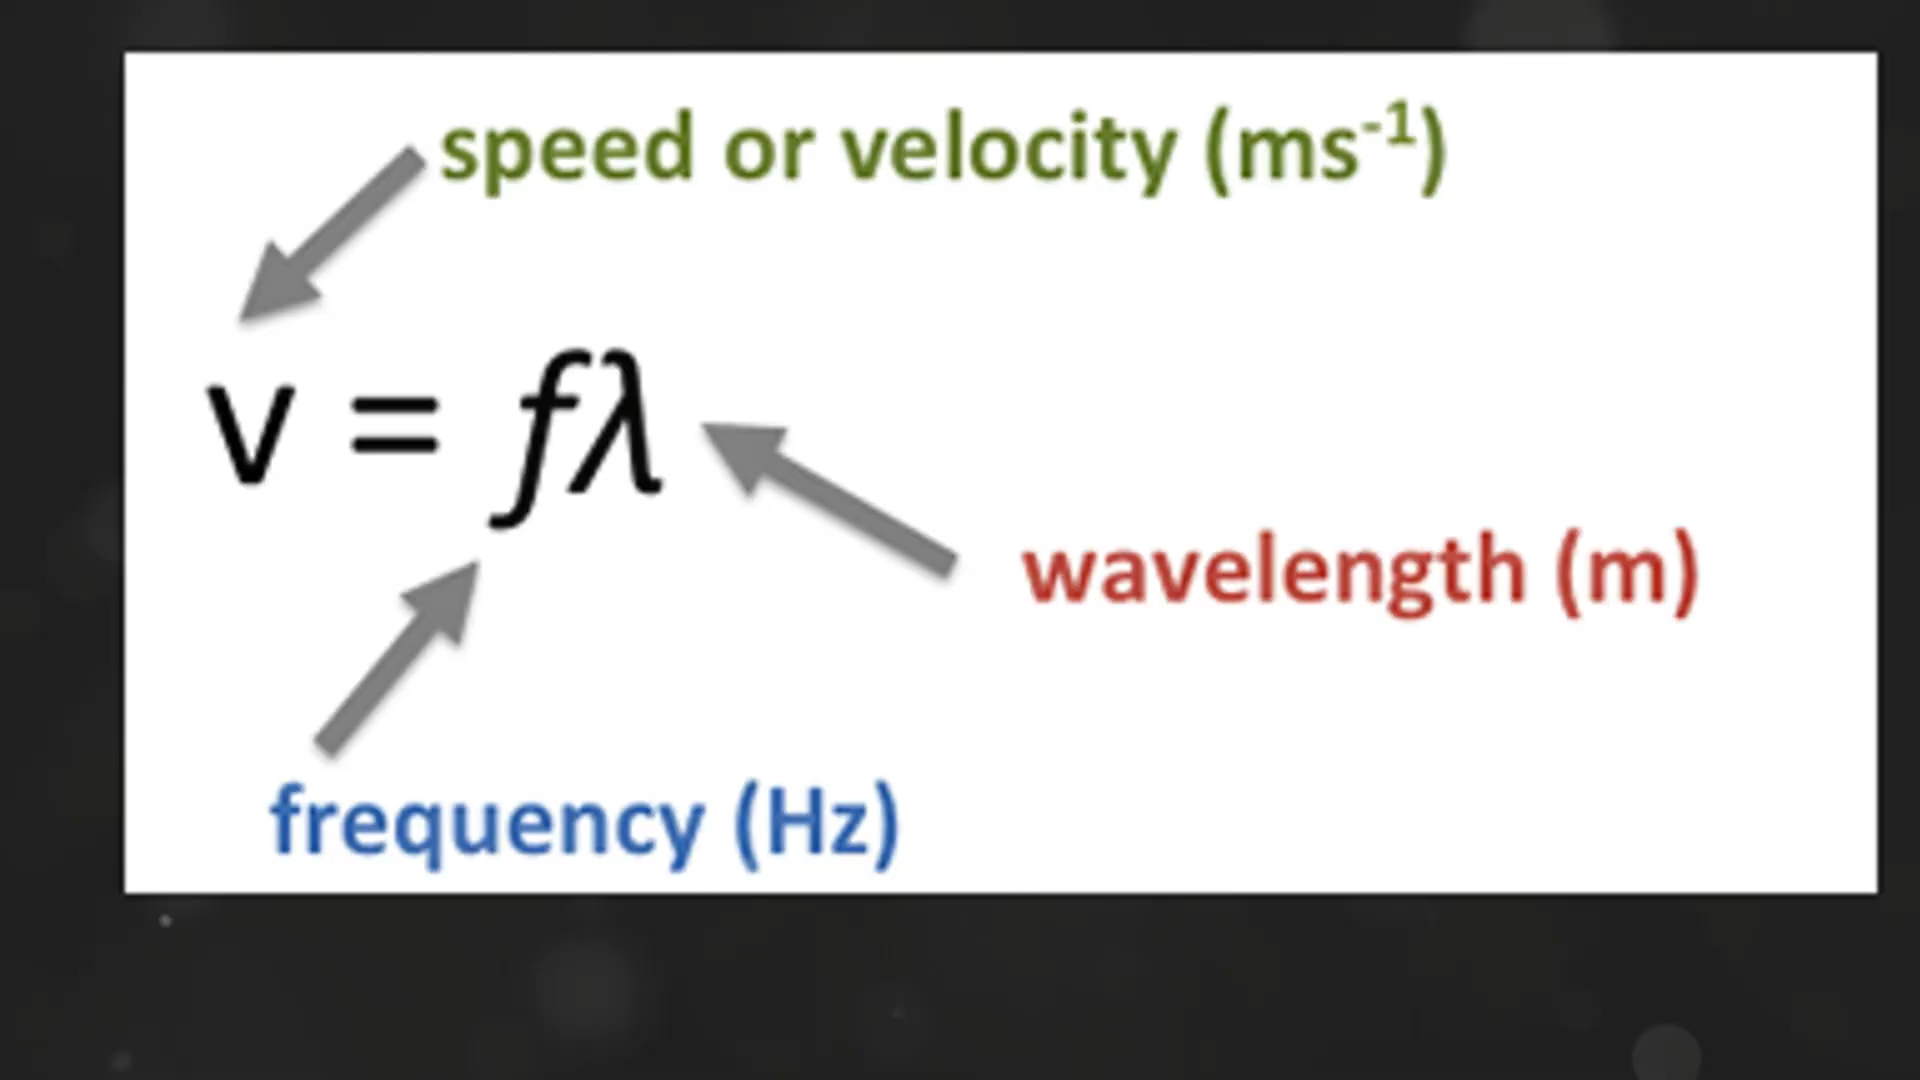 speed or velocity (ms⁻¹)
v = fλ
wavelength (m)
frequency (Hz)